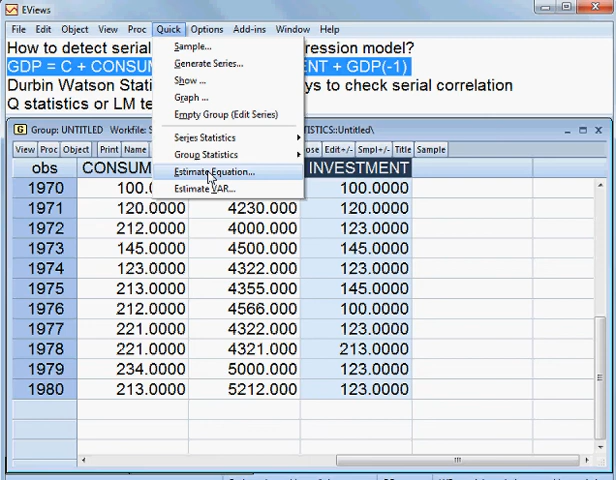 EViews
File Edit Object View Proc Quick Options Add-ins Window Help
How to detect serial ression model?
GDP = C + CONSUM ENT + GDP(-1)
Durbin Watson Stati ys to check serial correlation
Q statistics or LM te
Sample...
Generate Series...
Show ...
Graph ...
Empty Group (Edit Series)
Series Statistics
Group Statistics
Estimate Equation...
Estimate VAR...
Group: UNTITLED Workfile: S TISTICS::Untitled\
View Proc Object Print Name ose Edit+/- Smpl+/- Title Sample
obs CONSUM INVESTMENT
1970 100.0 100.0000
1971 120.0000 4230.000 120.0000
1972 212.0000 4000.000 123.0000
1973 145.0000 4500.000 123.0000
1974 123.0000 4322.000 123.0000
1975 213.0000 4355.000 145.0000
1976 212.0000 4566.000 100.0000
1977 221.0000 4322.000 123.0000
1978 221.0000 4321.000 213.0000
1979 234.0000 5000.000 123.0000
1980 213.0000 5212.000 123.0000